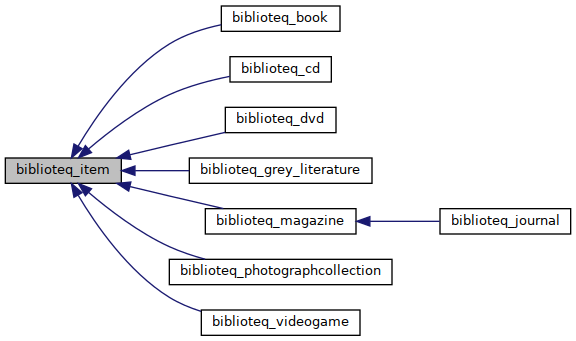 biblioteq_book
biblioteq_cd
biblioteq_dvd
biblioteq_item
biblioteq_grey_literature
biblioteq_magazine
biblioteq_journal
biblioteq_photographcollection
biblioteq_videogame